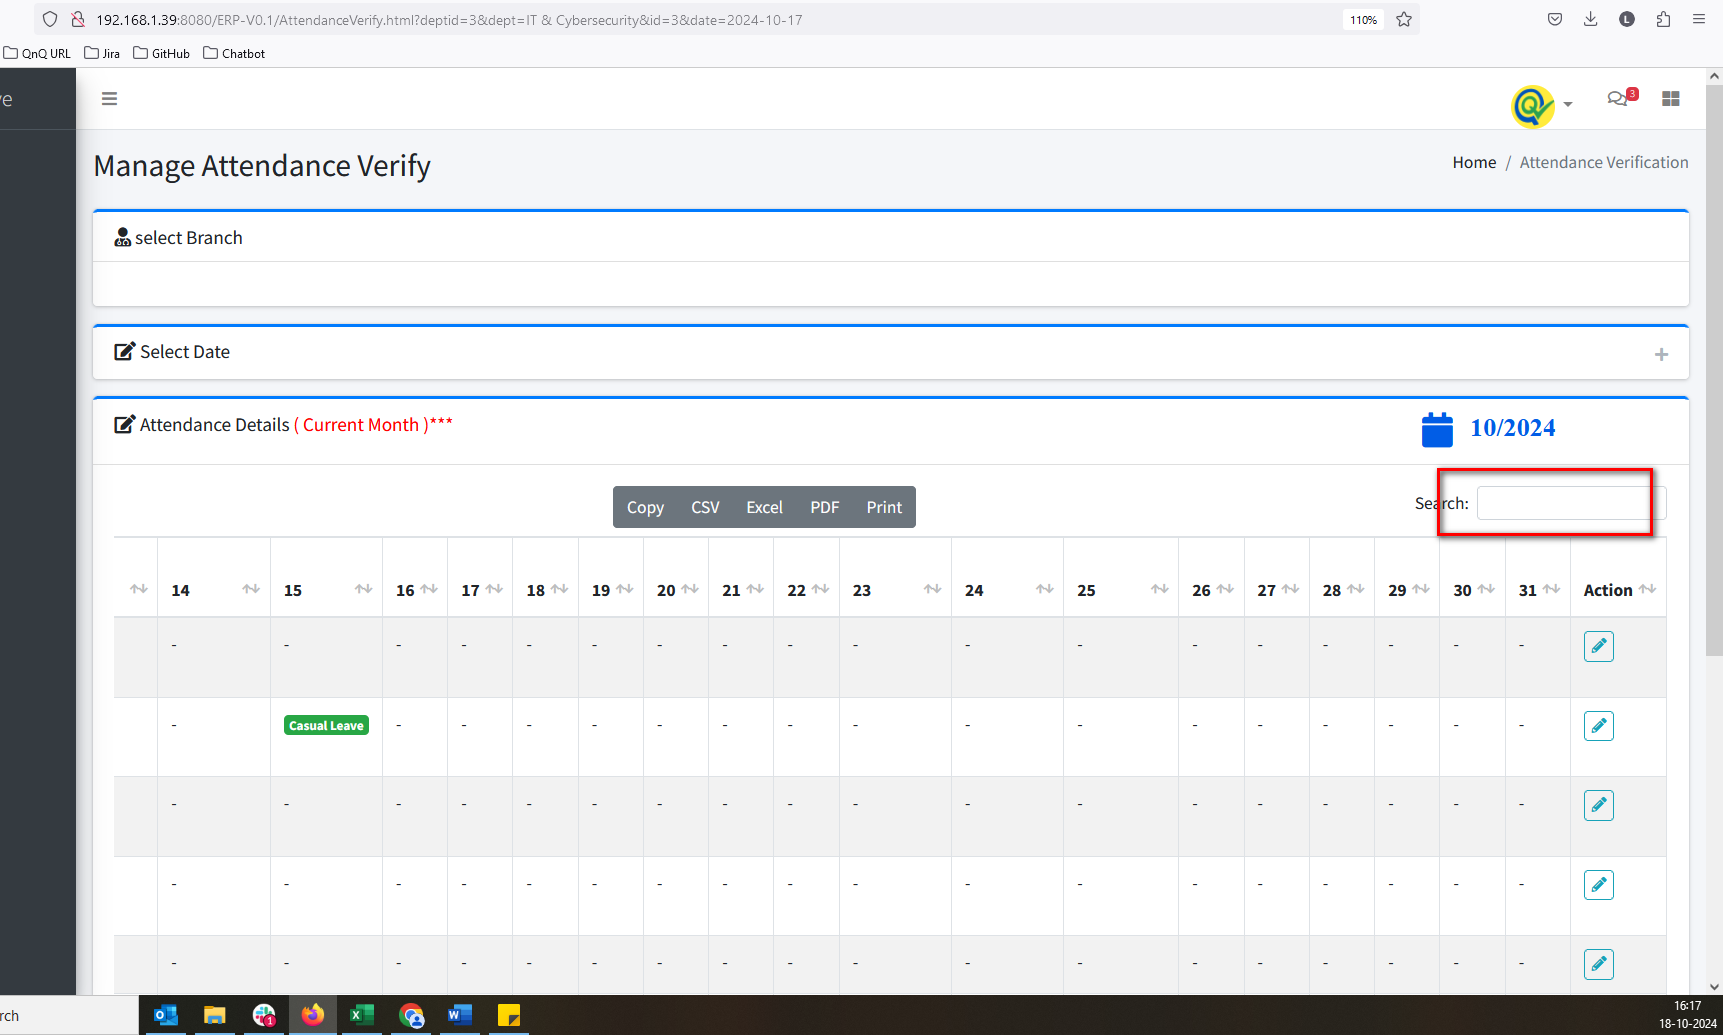 192.168.1.39:8080/ERP-V0.1/AttendanceVerify.html?deptid=3&dept=IT & Cybersecurity&id=3&date=2024-10-17 110% L
QnQ URL Jira GitHub Chatbot
3
Manage Attendance Verify
Home / Attendance Verification
select Branch
Select Date
Attendance Details ( Current Month )***
10/2024
Copy CSV Excel PDF Print
Search:
14 15 16 17 18 19 20 21 22 23 24 25 26 27 28 29 30 31 Action
- - - - - - - - - - - - - - - - - -
- Casual Leave - - - - - - - - - - - - - - - -
- - - - - - - - - - - - - - - - - -
- - - - - - - - - - - - - - - - - -
- - - - - - - - - - - - - - - - - -
rch
1
16:17
18-10-2024